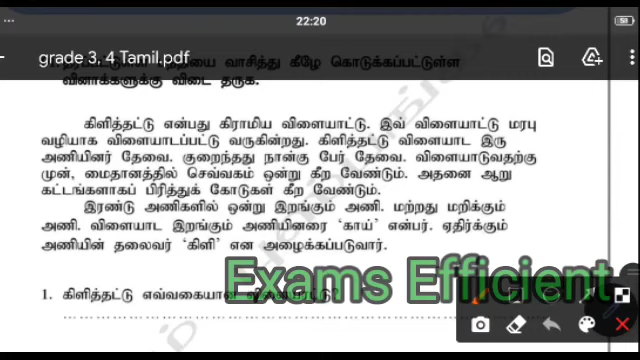 22:20
58
grade 3, 4 Tamil.pdf
வாசித்து கீழே கொடுக்கப்பட்டுள்ள
வினாக்களுக்கு விடை தருக.
கிளித்தட்டு என்பது கிராமிய விளையாட்டு. இவ் விளையாட்டு மரபு
வழியாக விளையாடப்பட்டு வருகின்றது. கிளித்தட்டு விளையாட இரு
அணியினர் தேவை. குறைந்தது நான்கு பேர் தேவை. விளையாடுவதற்கு
முன், மைதானத்தில் செவ்வகம் ஒன்று கீற வேண்டும். அதனை ஆறு
கட்டங்களாகப் பிரித்துக் கோடுகள் கீற வேண்டும்.
இரண்டு அணிகளில் ஒன்று இறங்கும் அணி. மற்றது மறிக்கும்
அணி. விளையாட இறங்கும் அணியினரை ‘காய்’ என்பர். ஏதிர்க்கும்
அணியின் தலைவர் ‘கிளி’ என அழைக்கப்படுவார்.
Exams Efficient
1. கிளித்தட்டு எவ்வகையான விளையாட்டு?